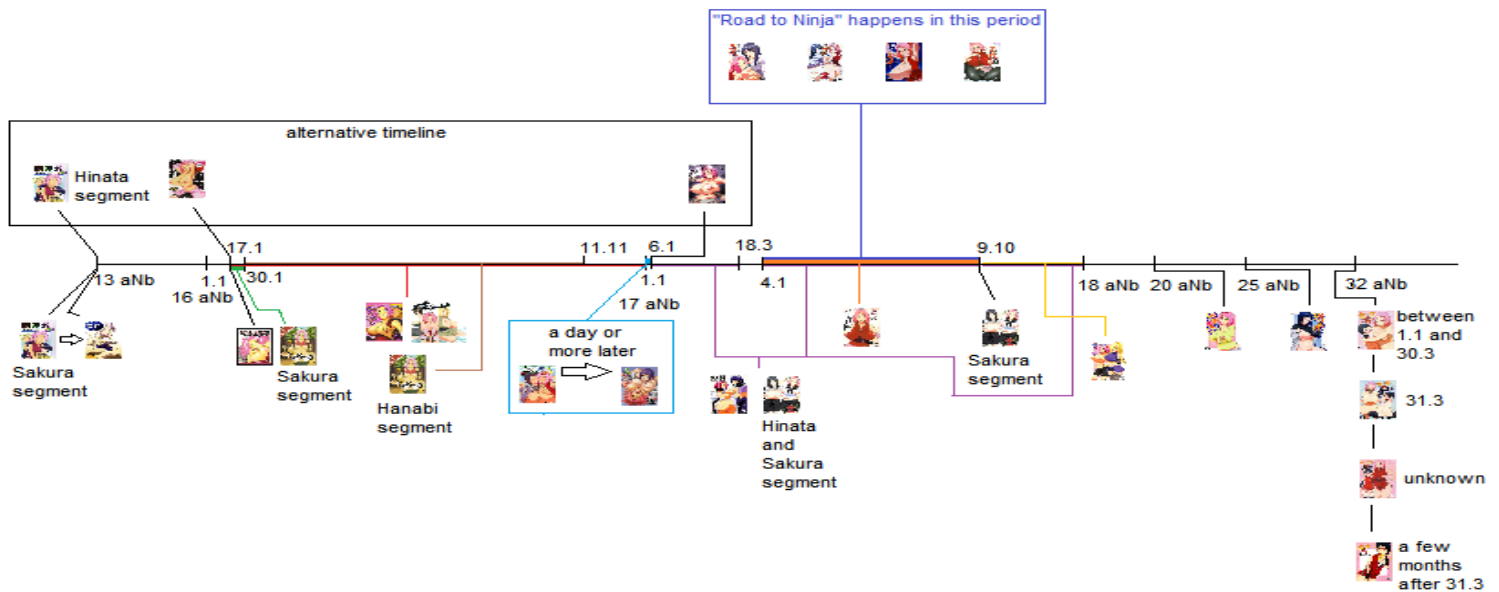 "Road to Ninja" happens in this period
alternative timeline
Hinata
segment
17.1
11.11
6.1
18.3
9.10
13 aNb
1.1
30.1
16 aNb
1.1
17 aNb
4.1
18 aNb
20 aNb
25 aNb
32 aNb
Sakura
segment
Sakura
segment
Hanabi
segment
a day or
more later
Hinata
and
Sakura
segment
Sakura
segment
between
1.1 and
30.3
31.3
unknown
a few
months
after 31.3